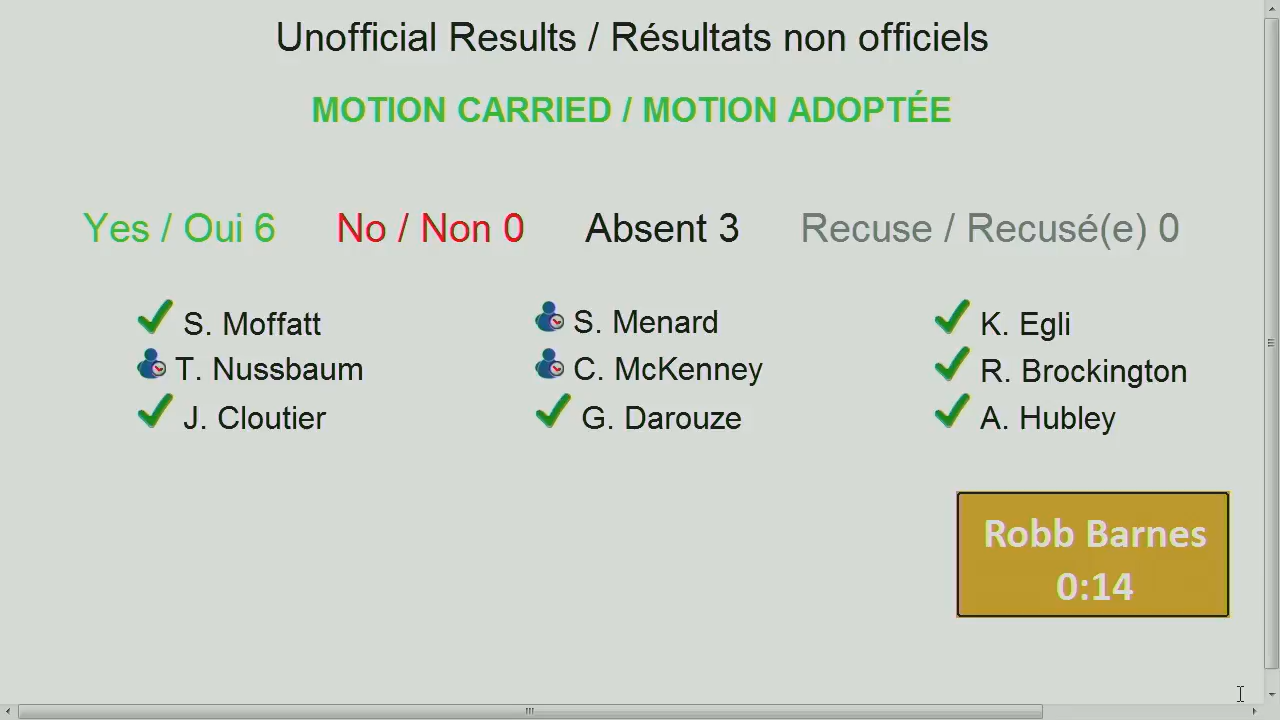 Unofficial Results / Résultats non officiels
MOTION CARRIED / MOTION ADOPTÉE
Yes / Oui 6 No / Non 0 Absent 3 Recuse / Recusé(e) 0
S. Moffatt S. Menard K. Egli
T. Nussbaum C. McKenney R. Brockington
J. Cloutier G. Darouze A. Hubley
Robb Barnes
0:14